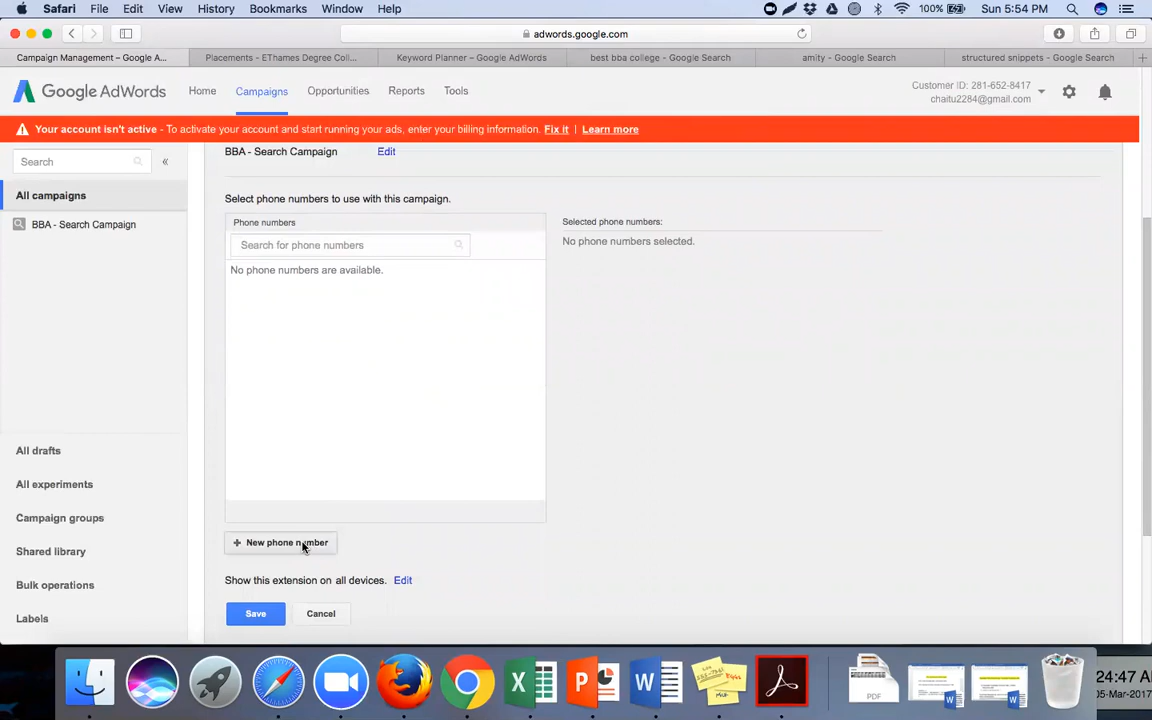 Safari File Edit View History Bookmarks Window Help 100% Sun 5:54 PM
adwords.google.com
Campaign Management – Google A... Placements - EThames Degree Coll... Keyword Planner – Google AdWords best bba college - Google Search amity - Google Search structured snippets - Google Search
Google AdWords Home Campaigns Opportunities Reports Tools
Customer ID: 281-652-8417
chaitu2284@gmail.com
Your account isn't active - To activate your account and start running your ads, enter your billing information. Fix it | Learn more
Search «
BBA - Search Campaign Edit
All campaigns
Select phone numbers to use with this campaign.
BBA - Search Campaign
Phone numbers
Selected phone numbers:
Search for phone numbers
No phone numbers selected.
No phone numbers are available.
All drafts
All experiments
Campaign groups
+ New phone number
Shared library
Show this extension on all devices. Edit
Bulk operations
Save Cancel
Labels
PDF
24:47 AM
05-Mar-2017